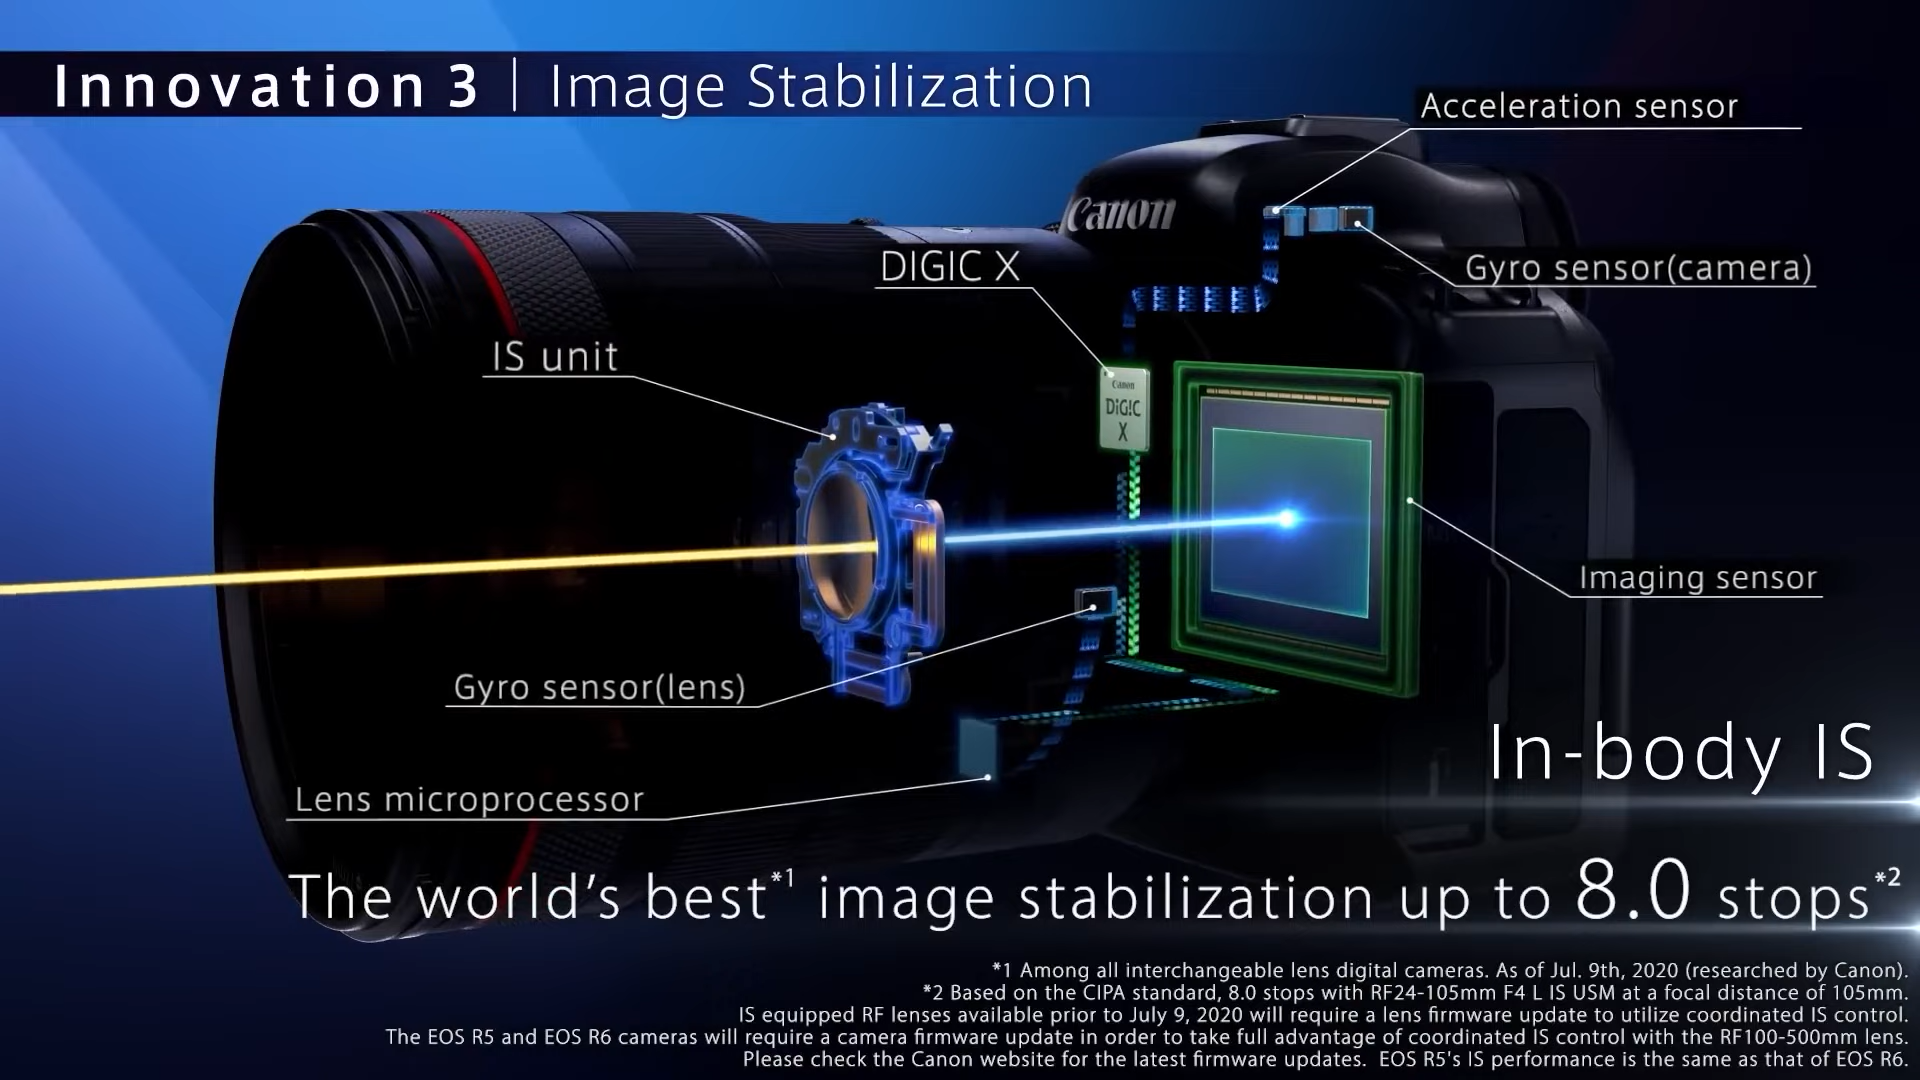 Innovation 3 | Image Stabilization
Acceleration sensor
Canon
DIGIC X
Gyro sensor(camera)
IS unit
Canon
DIGIC
X
Imaging sensor
Gyro sensor(lens)
In-body IS
Lens microprocessor
The world's best*1 image stabilization up to 8.0 stops*2
*1 Among all interchangeable lens digital cameras. As of Jul. 9th, 2020 (researched by Canon).
*2 Based on the CIPA standard, 8.0 stops with RF24-105mm F4 L IS USM at a focal distance of 105mm.
IS equipped RF lenses available prior to July 9, 2020 will require a lens firmware update to utilize coordinated IS control.
The EOS R5 and EOS R6 cameras will require a camera firmware update in order to take full advantage of coordinated IS control with the RF100-500mm lens.
Please check the Canon website for the latest firmware updates.  EOS R5's IS performance is the same as that of EOS R6.